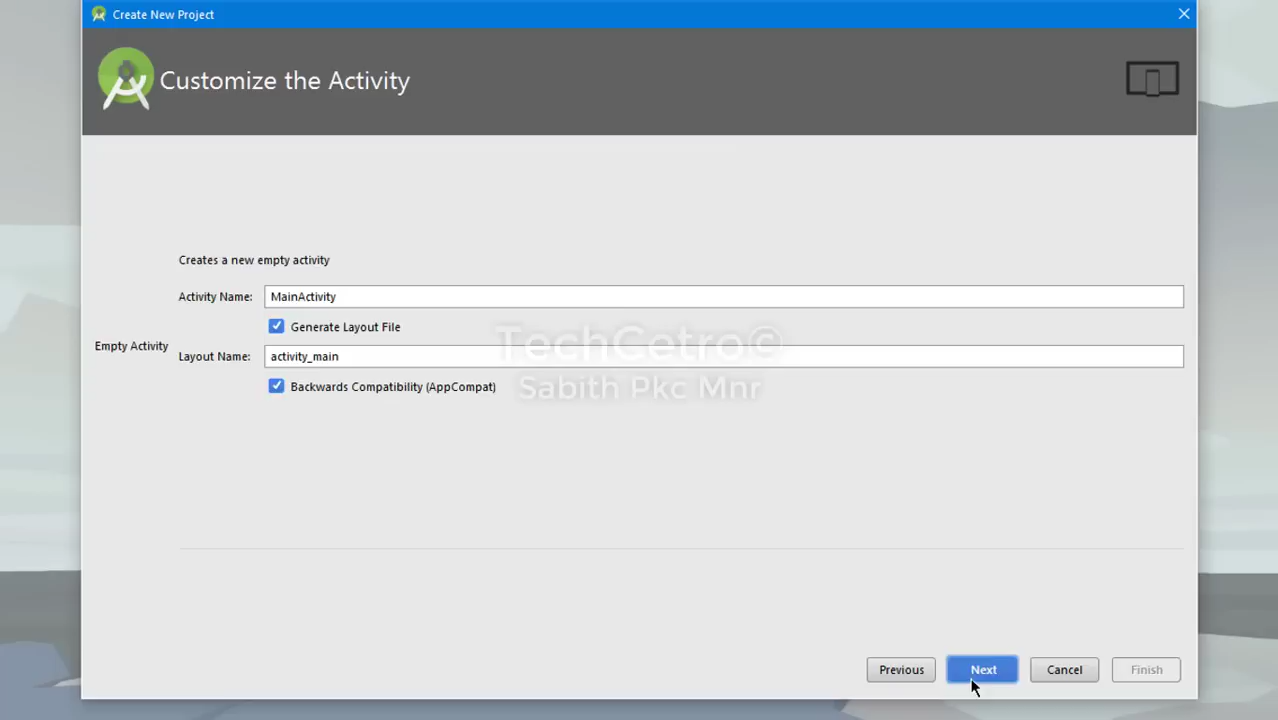 Create New Project
Customize the Activity
Creates a new empty activity
Activity Name: MainActivity
Generate Layout File
Empty Activity
Layout Name: activity_main
Backwards Compatibility (AppCompat)
TechCetro©
Sabith Pkc Mnr
Previous Next Cancel Finish